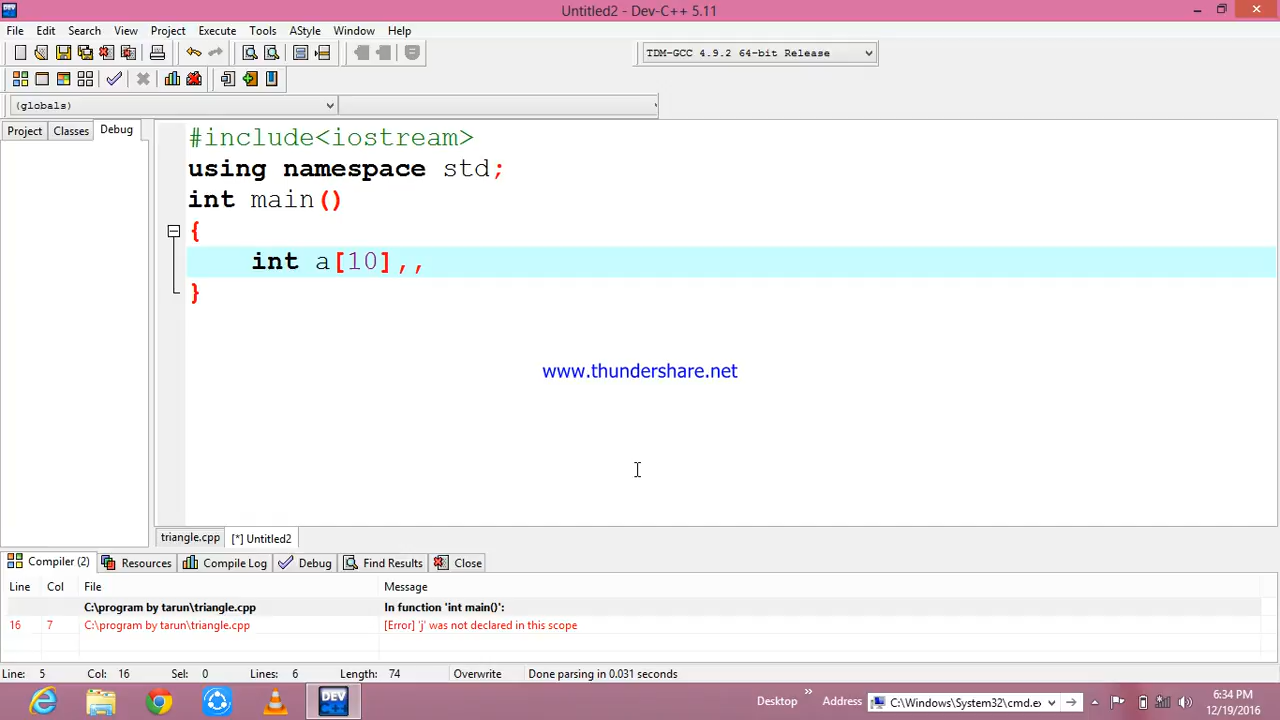 Untitled2 - Dev-C++ 5.11
File Edit Search View Project Execute Tools AStyle Window Help
TDM-GCC 4.9.2 64-bit Release
(globals)
Project Classes Debug
#include<iostream>
using namespace std;
int main()
{
int a[10],,
}
www.thundershare.net
triangle.cpp [*] Untitled2
Compiler (2) Resources Compile Log Debug Find Results Close
Line Col File Message
C:\program by tarun\triangle.cpp In function 'int main()':
16 7 C:\program by tarun\triangle.cpp [Error] 'j' was not declared in this scope
Line: 5 Col: 16 Sel: 0 Lines: 6 Length: 74 Overwrite Done parsing in 0.031 seconds
DEV Desktop » Address C:\Windows\System32\cmd.ex 6:34 PM
12/19/2016